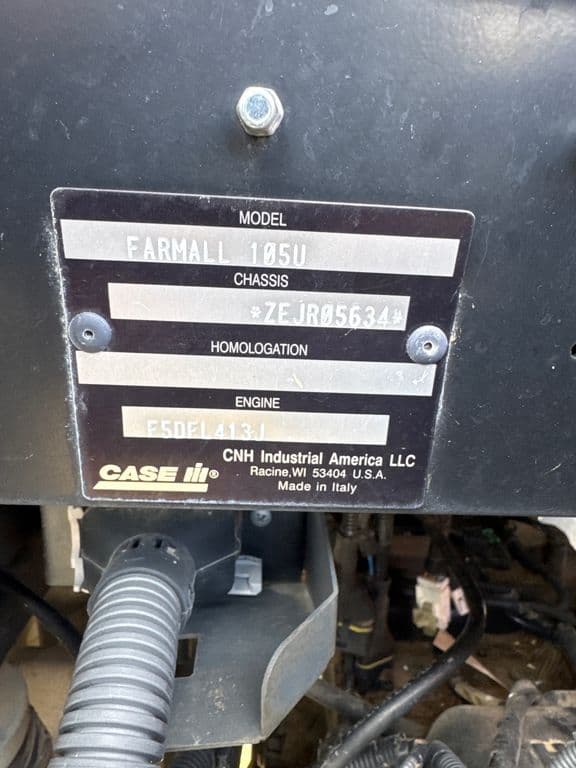 MODEL
FARMALL 105U
CHASSIS
*ZEJR05634*
HOMOLOGATION
ENGINE
F5DFL413J
CNH Industrial America LLC
CASE IH® Racine, WI 53404 U.S.A.
Made in Italy